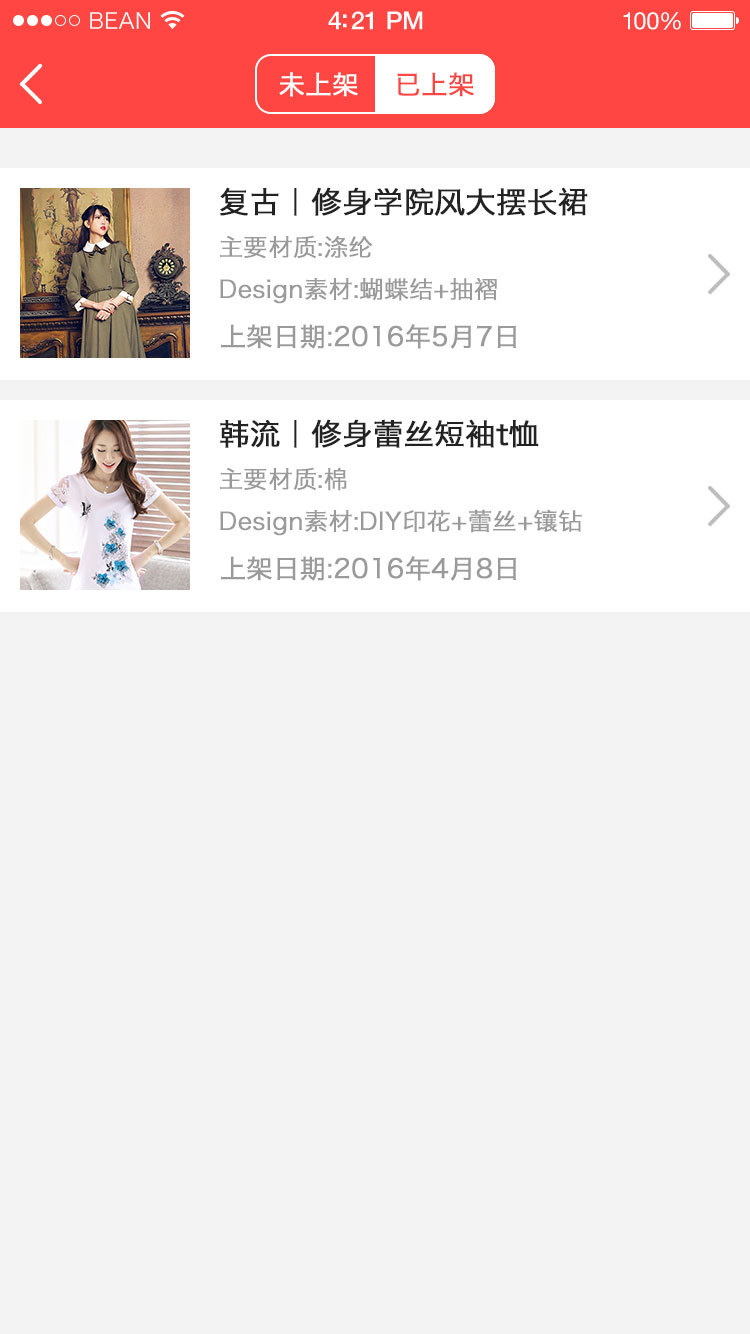 BEAN 4:21 PM 100%
未上架 已上架
复古｜修身学院风大摆长裙
主要材质:涤纶
Design素材:蝴蝶结+抽褶
上架日期:2016年5月7日
韩流｜修身蕾丝短袖t恤
主要材质:棉
Design素材:DIY印花+蕾丝+镶钻
上架日期:2016年4月8日